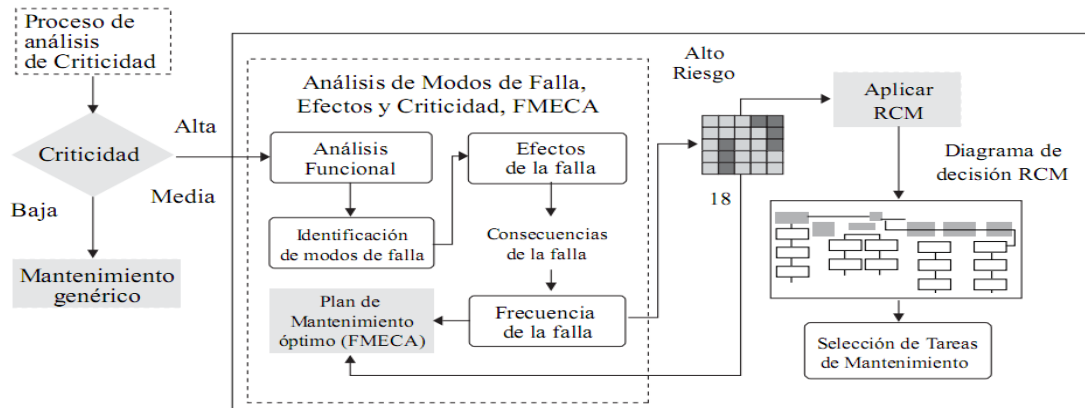 Proceso de
análisis
de Criticidad
Criticidad
Alta
Media
Baja
Mantenimiento
genérico
Análisis de Modos de Falla,
Efectos y Criticidad, FMECA
Análisis
Funcional
Identificación
de modos de falla
Efectos
de la falla
Consecuencias
de la falla
Frecuencia
de la falla
Plan de
Mantenimiento
óptimo (FMECA)
Alto
Riesgo
18
Aplicar
RCM
Diagrama de
decisión RCM
Selección de Tareas
de Mantenimiento